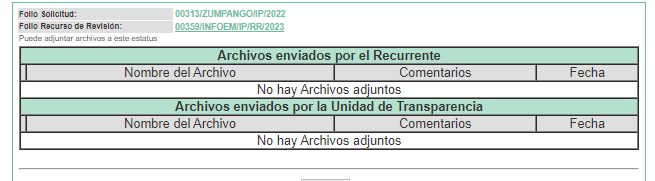 Folio Solicitud: 00313/ZUMPANGO/IP/2022
Folio Recurso de Revisión: 00359/INFOEM/IP/RR/2023
Puede adjuntar archivos a este estatus
Archivos enviados por el Recurrente
Nombre del Archivo Comentarios Fecha
No hay Archivos adjuntos
Archivos enviados por la Unidad de Transparencia
Nombre del Archivo Comentarios Fecha
No hay Archivos adjuntos